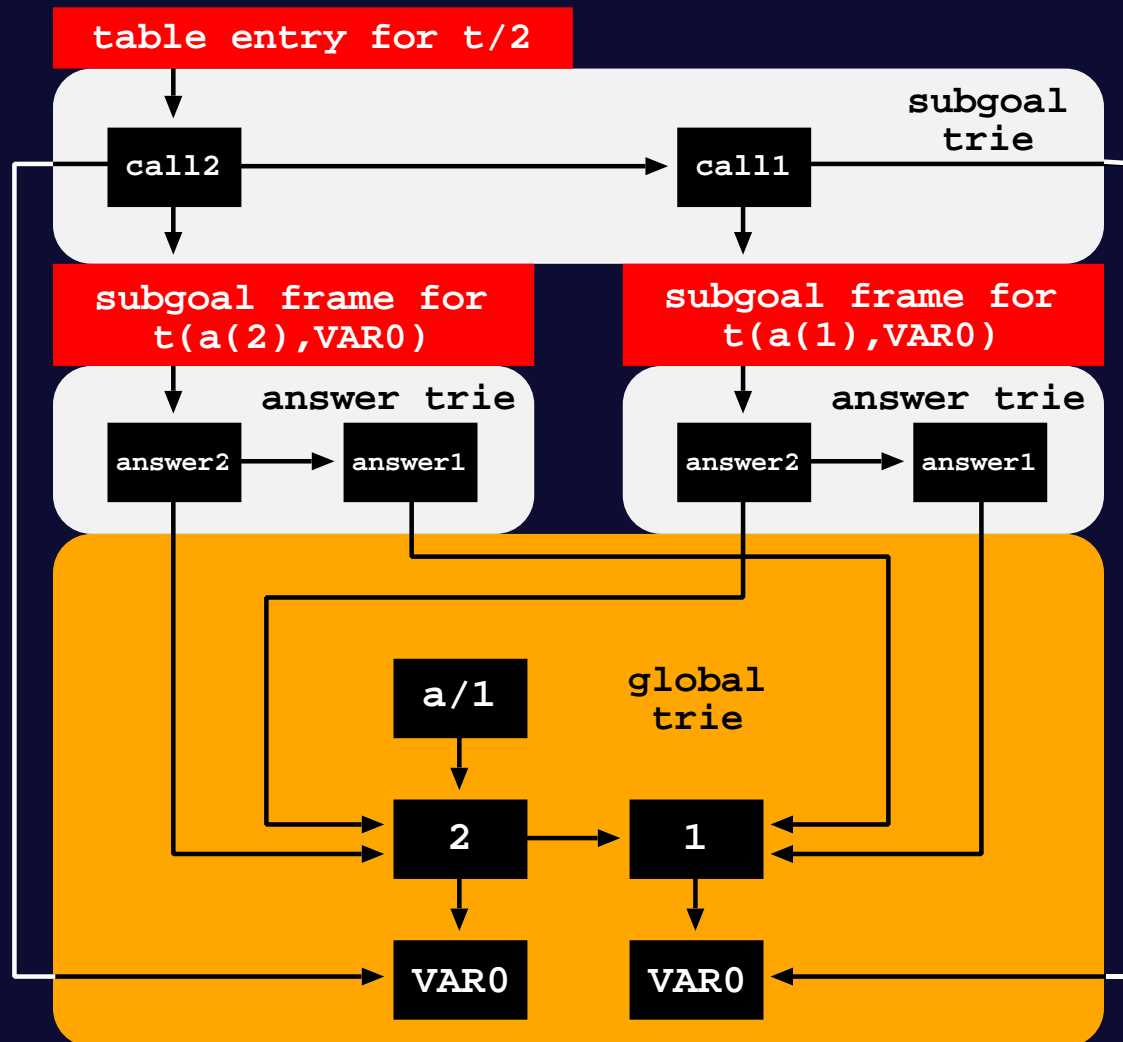 table entry for t/2
subgoal
trie
call2
call1
subgoal frame for
t(a(2),VAR0)
subgoal frame for
t(a(1),VAR0)
answer trie
answer trie
answer2
answer1
answer2
answer1
a/1
global
trie
2
1
VAR0
VAR0